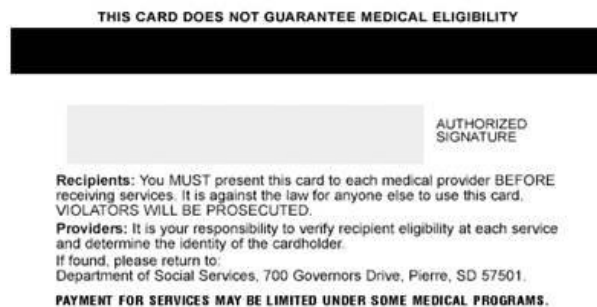 THIS CARD DOES NOT GUARANTEE MEDICAL ELIGIBILITY
AUTHORIZED
SIGNATURE
Recipients: You MUST present this card to each medical provider BEFORE
receiving services. It is against the law for anyone else to use this card.
VIOLATORS WILL BE PROSECUTED.
Providers: It is your responsibility to verify recipient eligibility at each service
and determine the identity of the cardholder.
If found, please return to:
Department of Social Services, 700 Governors Drive, Pierre, SD 57501.
PAYMENT FOR SERVICES MAY BE LIMITED UNDER SOME MEDICAL PROGRAMS.